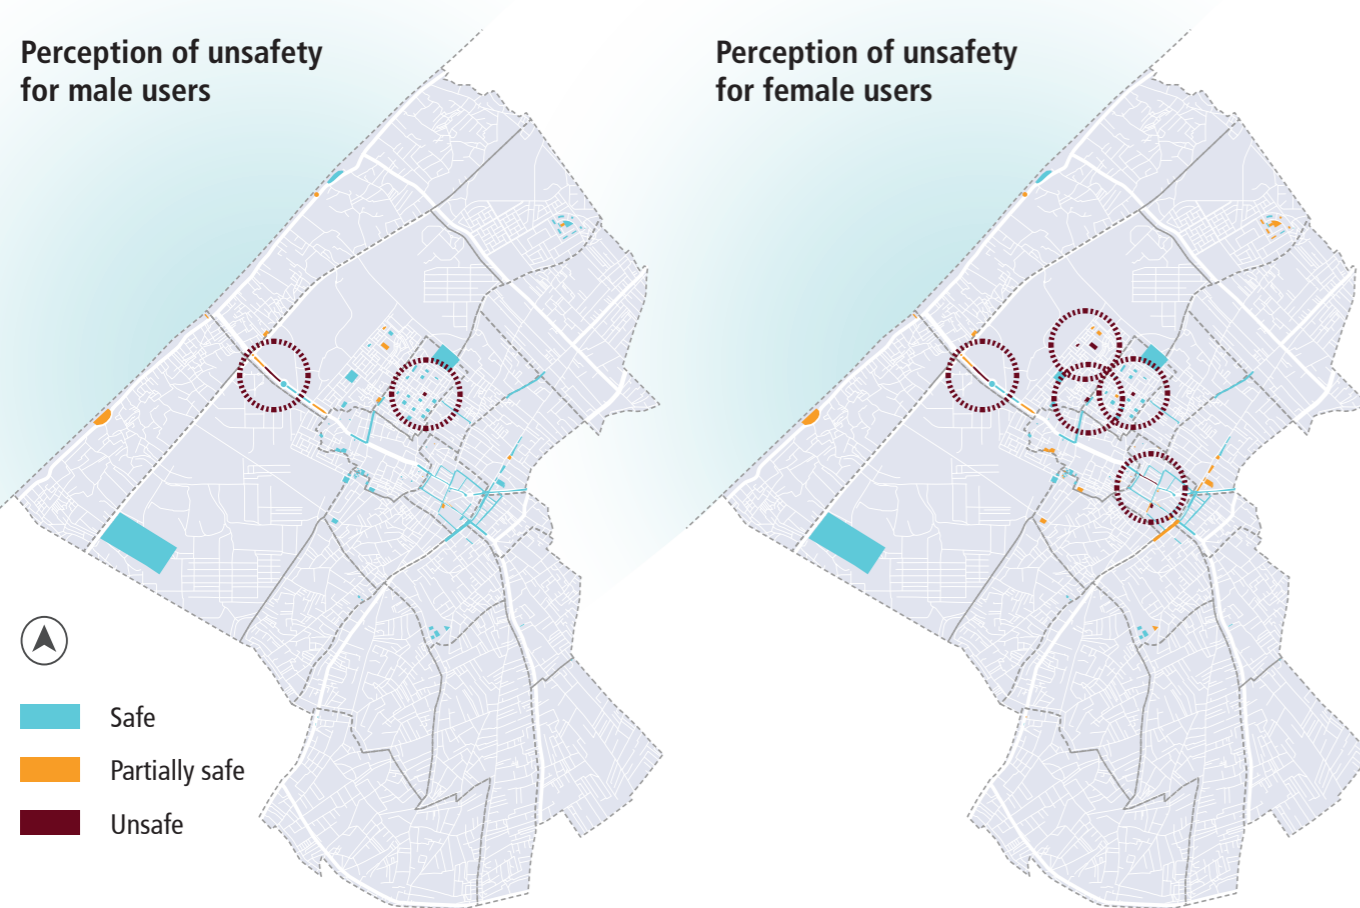 Perception of unsafety
for male users
Perception of unsafety
for female users
Safe
Partially safe
Unsafe